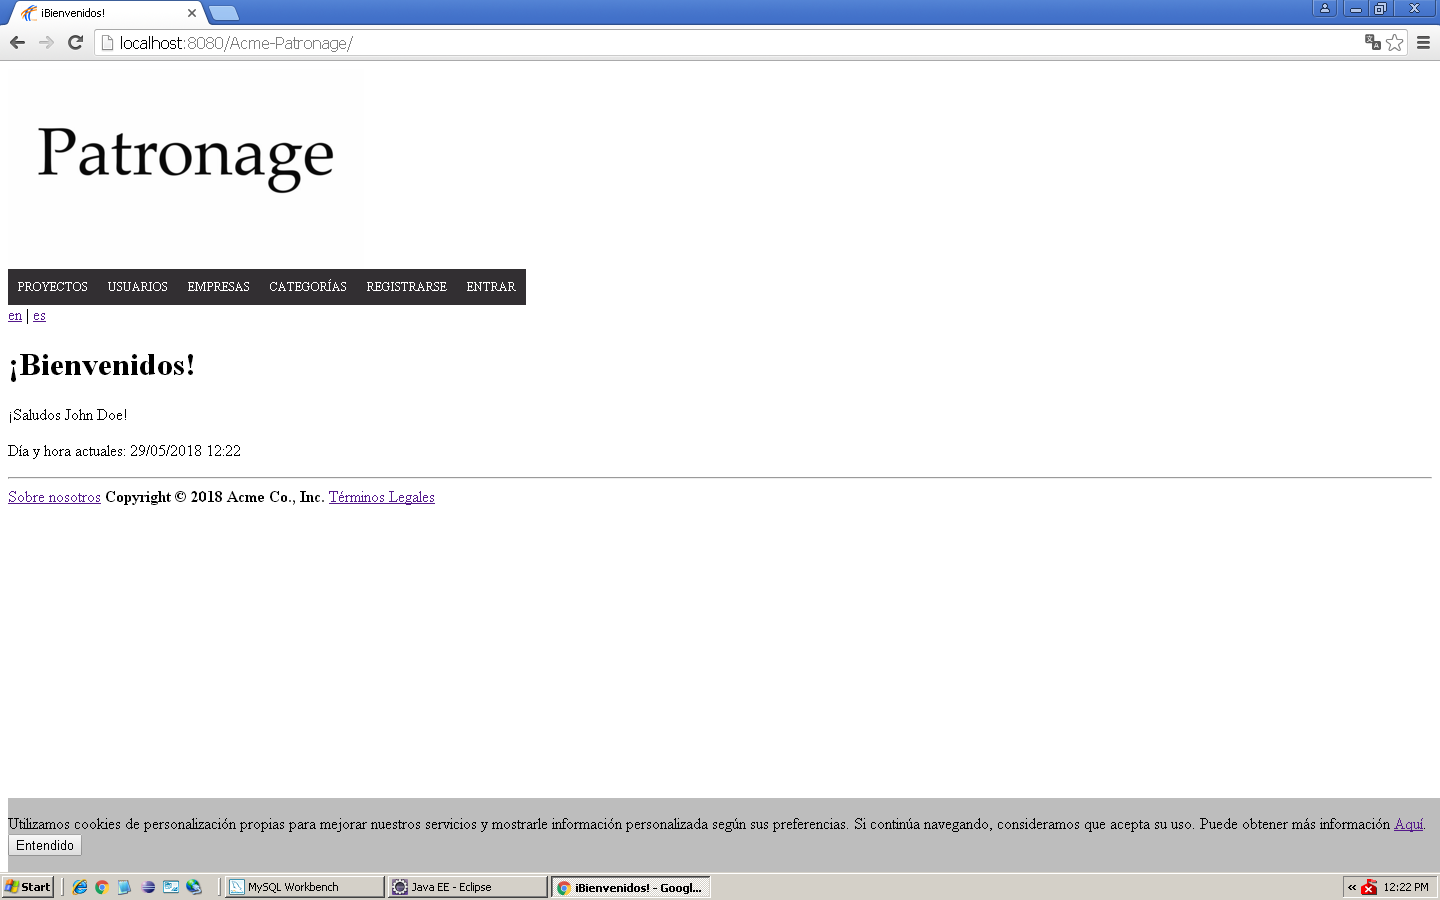 ¡Bienvenidos!
localhost:8080/Acme-Patronage/
Patronage
PROYECTOS USUARIOS EMPRESAS CATEGORÍAS REGISTRARSE ENTRAR
en | es
¡Bienvenidos!
¡Saludos John Doe!
Día y hora actuales: 29/05/2018 12:22
Sobre nosotros Copyright © 2018 Acme Co., Inc. Términos Legales
Utilizamos cookies de personalización propias para mejorar nuestros servicios y mostrarle información personalizada según sus preferencias. Si continúa navegando, consideramos que acepta su uso. Puede obtener más información Aquí.
Entendido
Start MySQL Workbench Java EE - Eclipse ¡Bienvenidos! - Googl... 12:22 PM